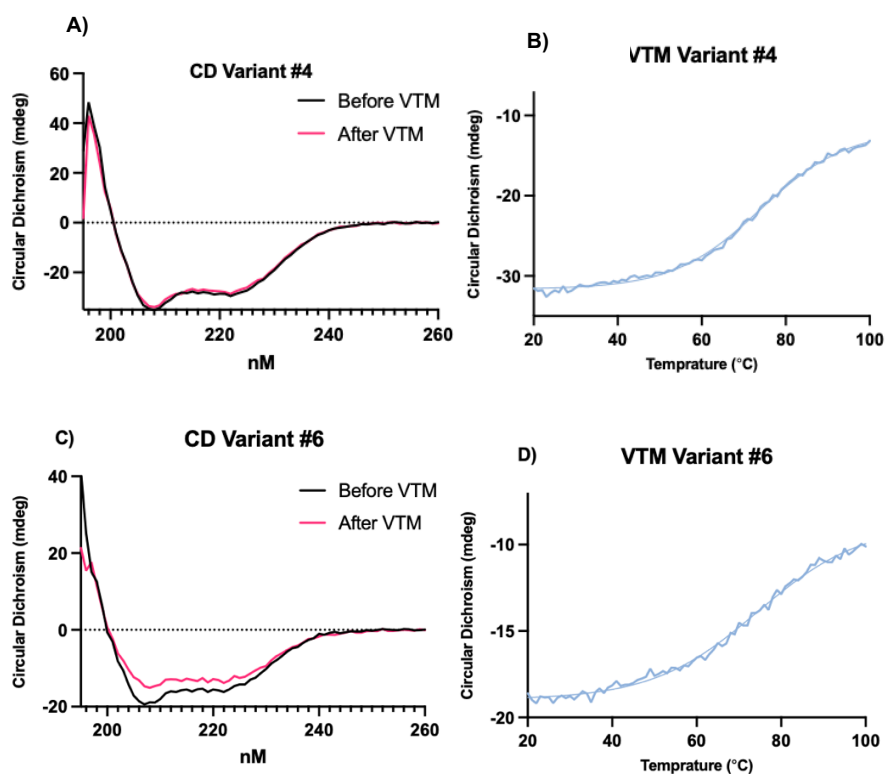 A)
CD Variant #4
Before VTM
After VTM
Circular Dichroism (mdeg)
60
40
20
0
-20
200
220
240
260
nM
B)
VTM Variant #4
Circular Dichroism (mdeg)
-10
-20
-30
20
40
60
80
100
Temprature (°C)
C)
CD Variant #6
Before VTM
After VTM
Circular Dichroism (mdeg)
40
20
0
-20
200
220
240
260
nM
D)
VTM Variant #6
Circular Dichroism (mdeg)
-10
-15
-20
20
40
60
80
100
Temprature (°C)